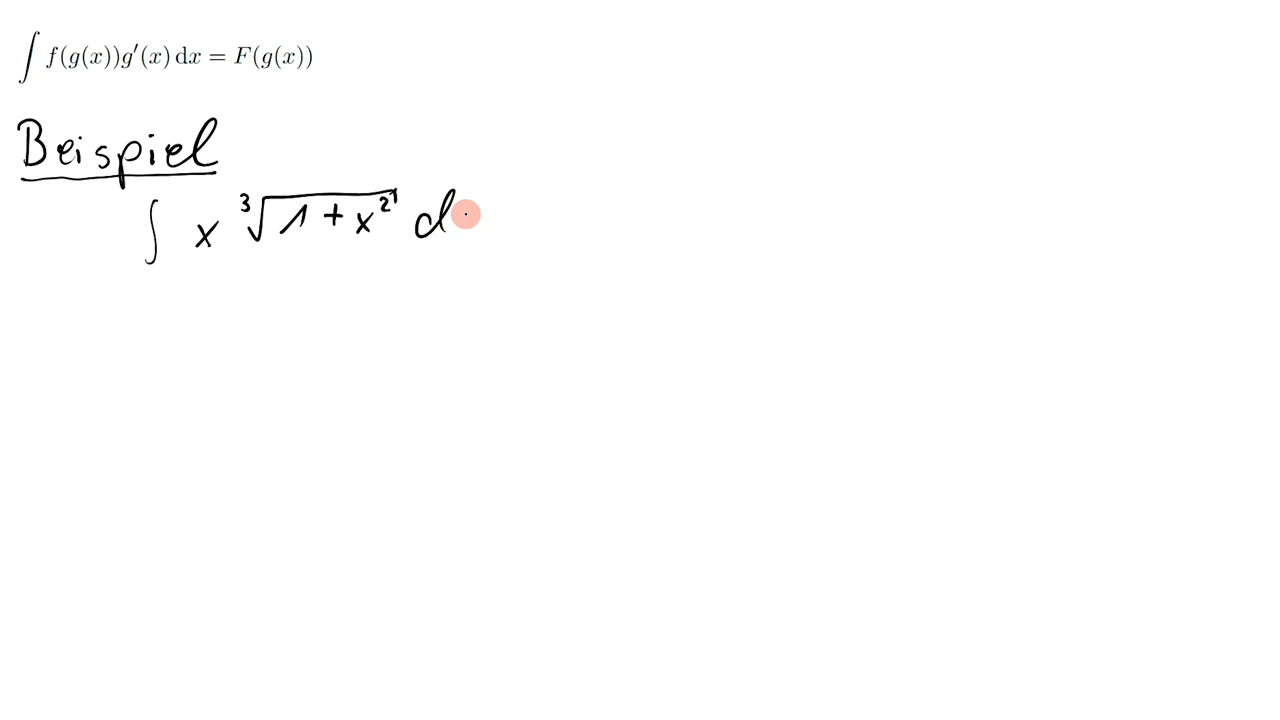 ∫ f(g(x))g′(x) dx = F(g(x))
Beispiel
∫ x ∛(1 + x²) d